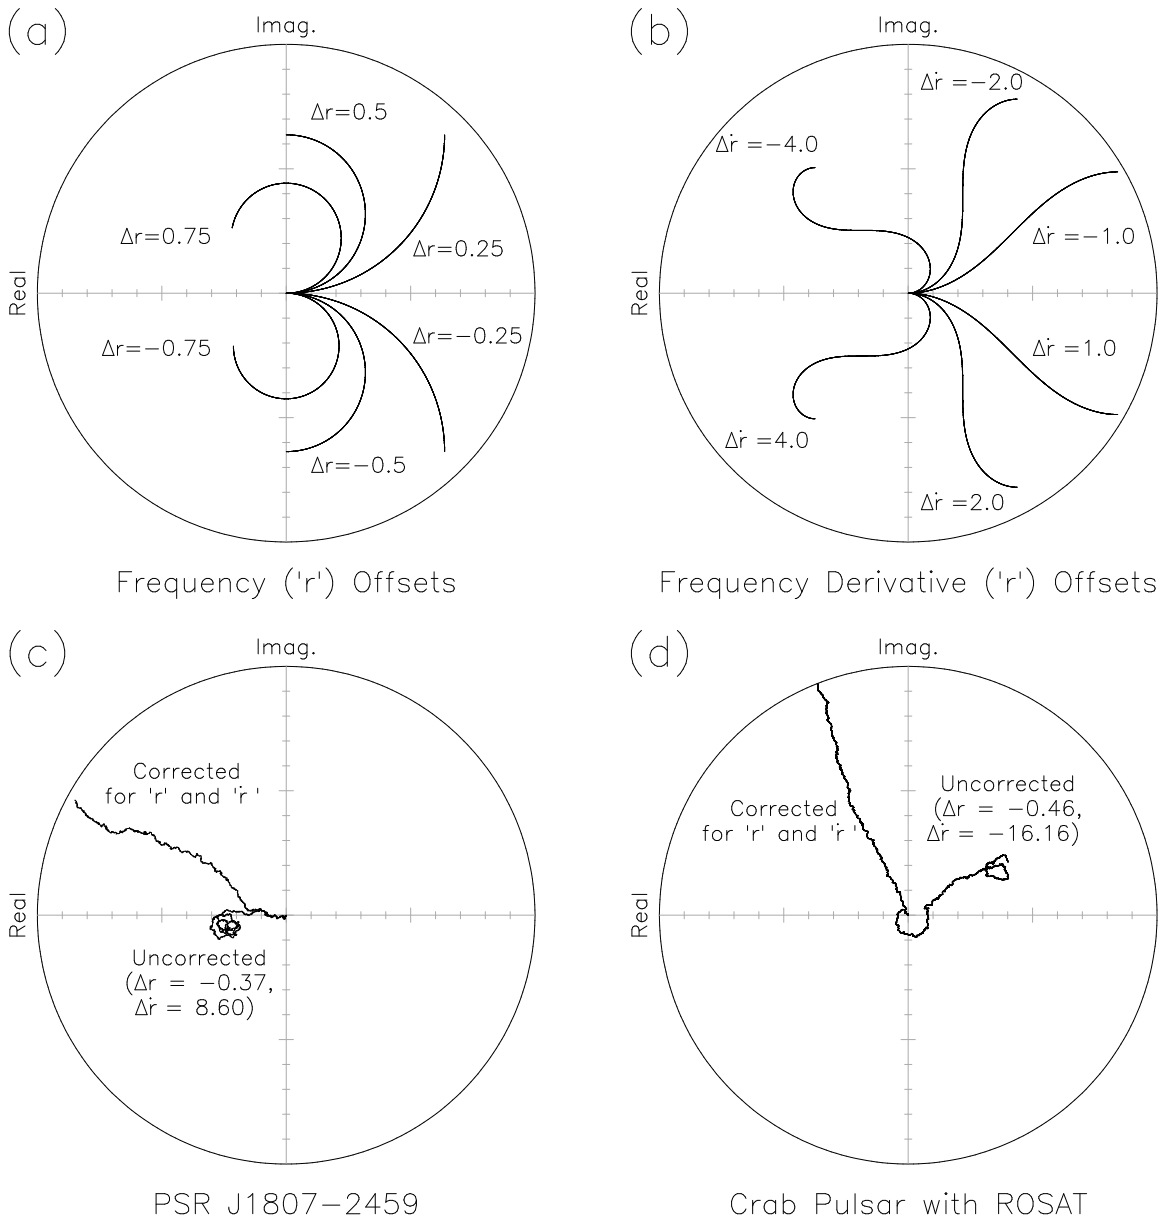 (a)
Imag.
Δr=0.5
Δr=0.75
Δr=0.25
Real
Δr=−0.25
Δr=−0.75
Δr=−0.5
Frequency ('r') Offsets
(b)
Imag.
Δṙ =−2.0
Δṙ =−4.0
Δṙ =−1.0
Real
Δṙ =1.0
Δṙ =4.0
Δṙ =2.0
Frequency Derivative ('ṙ') Offsets
(c)
Imag.
Corrected
for 'r' and 'ṙ '
Real
Uncorrected
(Δr = −0.37,
Δṙ = 8.60)
PSR J1807−2459
(d)
Imag.
Uncorrected
(Δr = −0.46,
Δṙ = −16.16)
Corrected
for 'r' and 'ṙ '
Real
Crab Pulsar with ROSAT